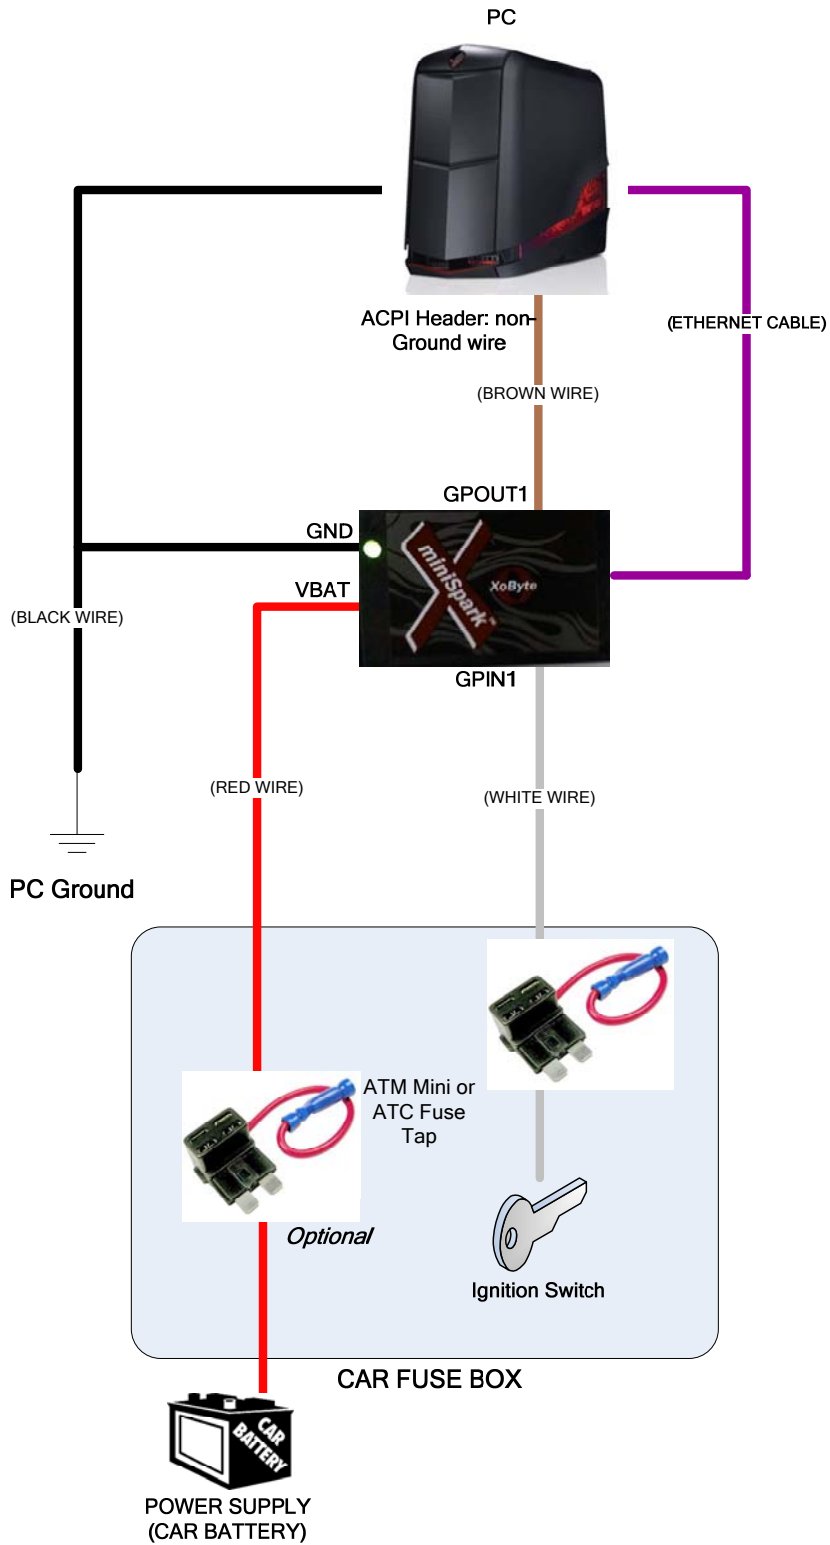 PC
ACPI Header: non-
Ground wire
(ETHERNET CABLE)
(BROWN WIRE)
GPOUT1
GND
VBAT
miniSpark™
XoByte
(BLACK WIRE)
GPIN1
(RED WIRE)
(WHITE WIRE)
PC Ground
ATM Mini or
ATC Fuse
Tap
Optional
Ignition Switch
CAR FUSE BOX
CAR
BATTERY
POWER SUPPLY
(CAR BATTERY)